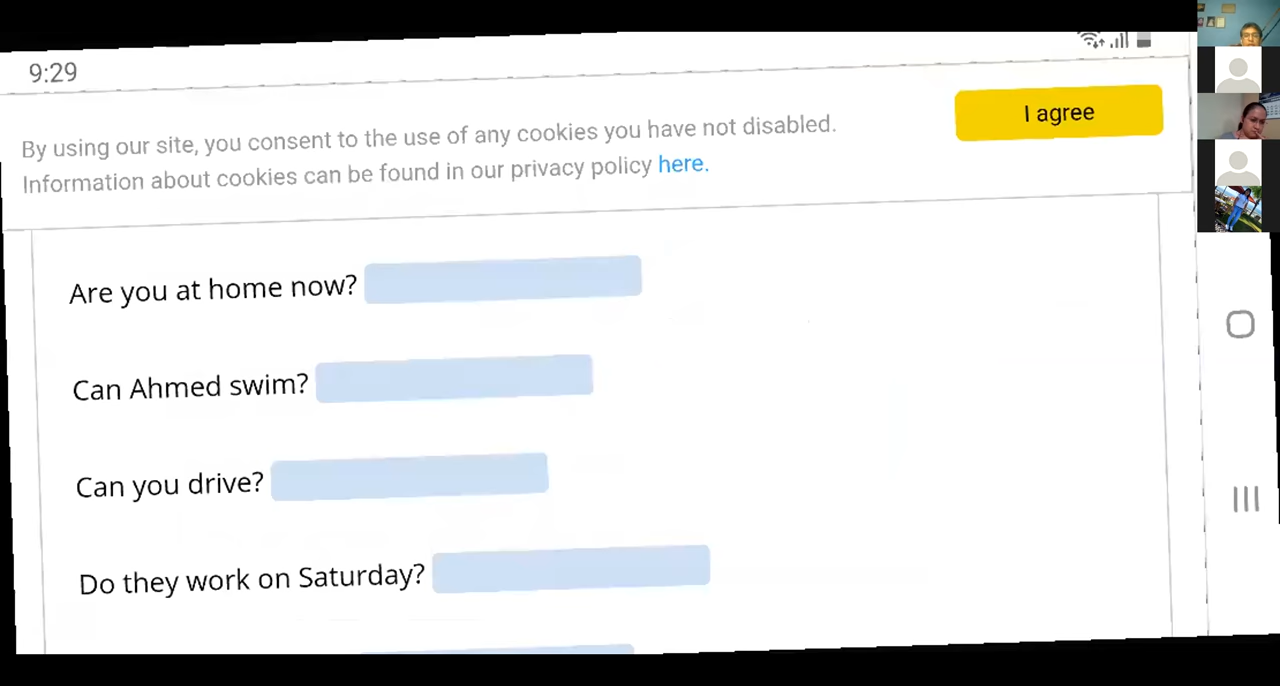 9:29
By using our site, you consent to the use of any cookies you have not disabled.
Information about cookies can be found in our privacy policy here.
I agree
Are you at home now?
Can Ahmed swim?
Can you drive?
Do they work on Saturday?